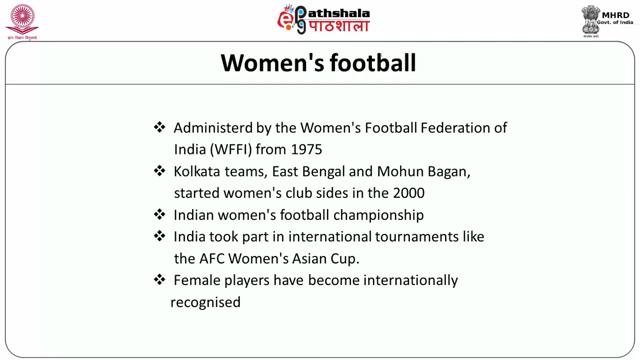 Pathshala
पाठशाला
MHRD
Govt. of India
Women's football
❖ Administerd by the Women's Football Federation of
India (WFFI) from 1975
❖ Kolkata teams, East Bengal and Mohun Bagan,
started women's club sides in the 2000
❖ Indian women's football championship
❖ India took part in international tournaments like
the AFC Women's Asian Cup.
❖ Female players have become internationally
recognised